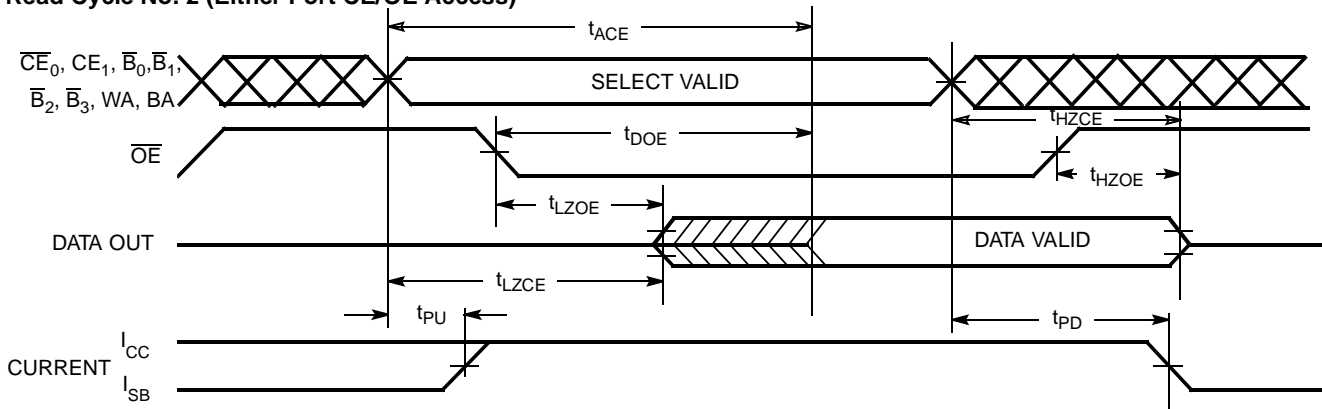 Read Cycle No. 2 (Either Port CE/OE Access)
tACE
CE0, CE1, B0,B1,
SELECT VALID
B2, B3, WA, BA
tHZCE
tDOE
OE
tHZOE
tLZOE
DATA OUT
DATA VALID
tLZCE
tPU
tPD
ICC
CURRENT
ISB